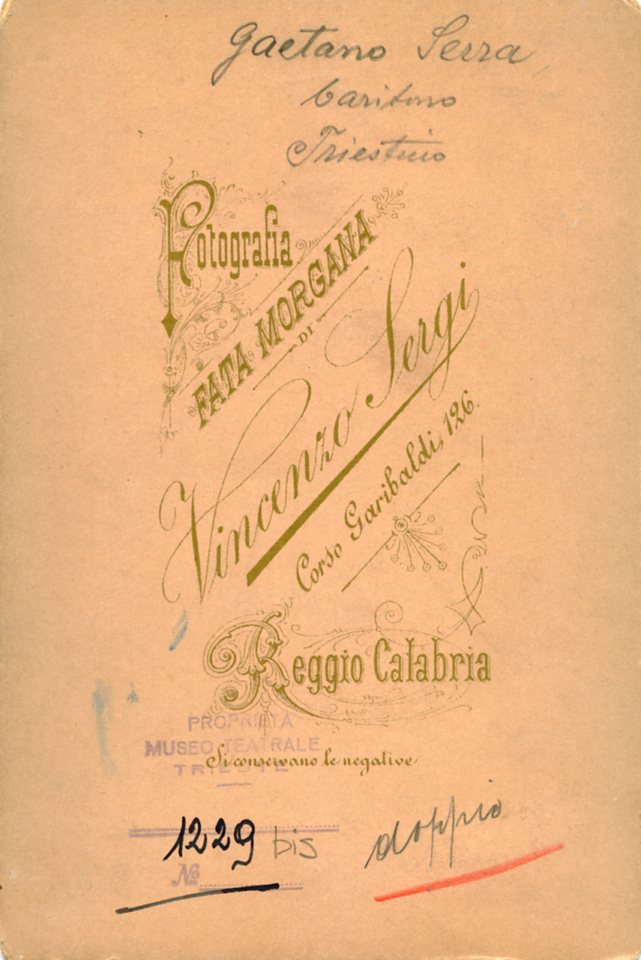 Gaetano Serra,
baritono
Triestino
Fotografia
FATA MORGANA
DI
Vincenzo Sergi
Corso Garibaldi, 126.
Reggio Calabria
PROPRIETÀ
MUSEO TEATRALE
TRIESTE
Si conservano le negative
1229 bis
doppio
No